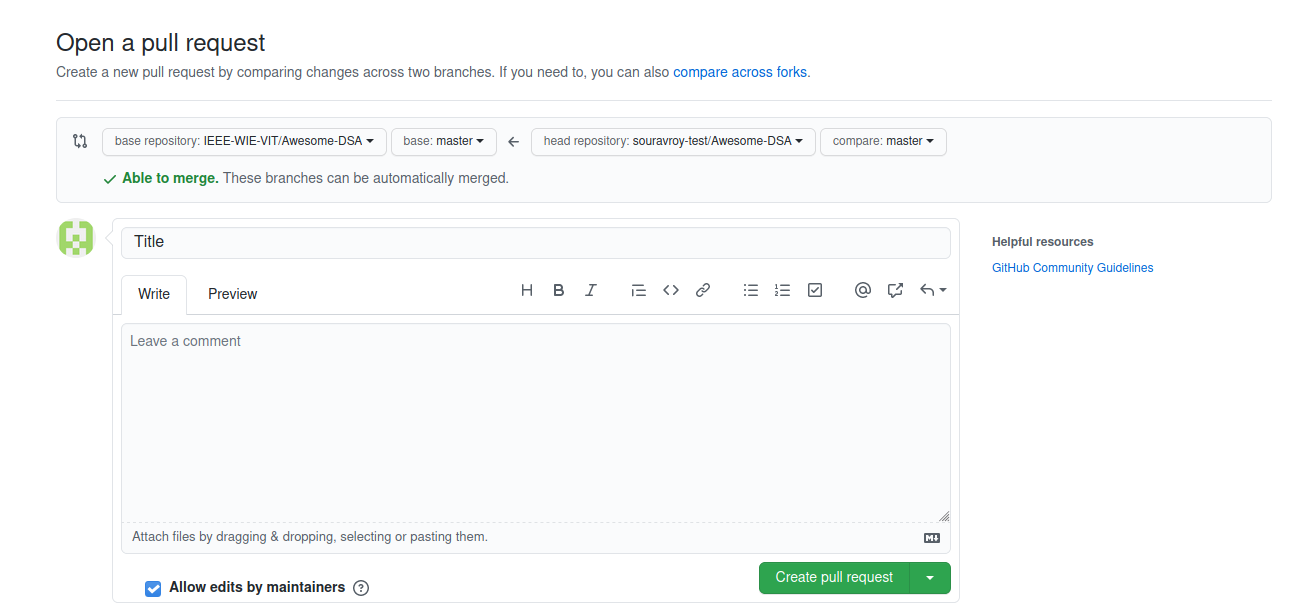 Open a pull request
Create a new pull request by comparing changes across two branches. If you need to, you can also compare across forks.
base repository: IEEE-WIE-VIT/Awesome-DSA base: master head repository: souravroy-test/Awesome-DSA compare: master
Able to merge. These branches can be automatically merged.
Title
Helpful resources
GitHub Community Guidelines
Write Preview H B I
Leave a comment
Attach files by dragging & dropping, selecting or pasting them.
Allow edits by maintainers
Create pull request